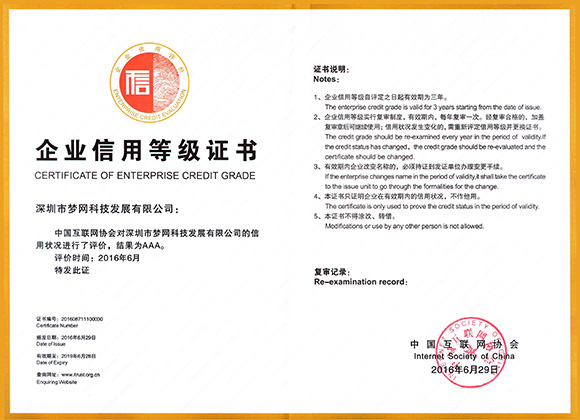 企业信用评价
信
ENTERPRISE CREDIT EVALUATION
企业信用等级证书
CERTIFICATE OF ENTERPRISE CREDIT GRADE
深圳市梦网科技发展有限公司：
中国互联网协会对深圳市梦网科技发展有限公司的信
用状况进行了评价，结果为AAA。
评价时间：2016年6月
特发此证
证书编号：201608711100030
Certificate Number
颁发日期：2016年6月29日
Date of Issue
有效期至：2019年6月28日
Date of Expiry
查询网址：www.itrust.org.cn
Enquiring Website
证书说明：
Notes：
1、企业信用等级自评定之日起有效期为三年。
The enterprise credit grade is valid for 3 years starting from the date of issue.
2、企业信用等级实行复审制度，有效期内，每年复审一次。经复审合格的，加盖
复审章后可继续使用；信用状况发生变化的，需重新评定信用等级并更换证书。
The credit grade should be re-examined every year in the period of validity.If
the credit status has changed，the credit grade should be re-evaluated and the
certificate should be changed.
3、有效期内企业改变名称的，必须持证到发证单位办理变更手续。
If the enterprise changes name in the period of validity,it shall take the certificate
to the issue unit to go through the formalities for the change.
4、本证书只证明企业在有效期内的信用状况，不作他用。
The certificate is only used to prove the credit status in the period of validity.
5、本证书不得涂改、转借。
Modifications or use by any other person is not allowed.
复审记录：
Re-examination record：
中国互联网协会
Internet Society of China
2016年6月29日
INTERNET SOCIETY OF CHINA